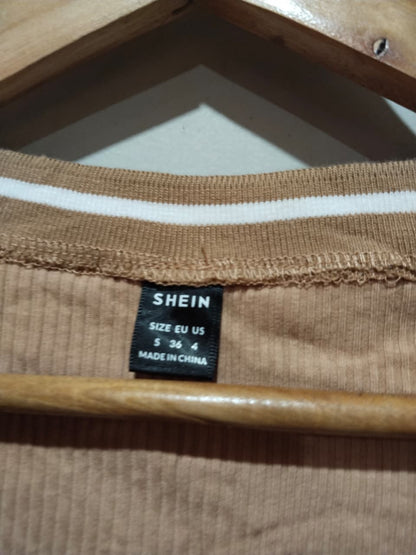 SHEIN
SIZE EU US
S 36 4
MADE IN CHINA